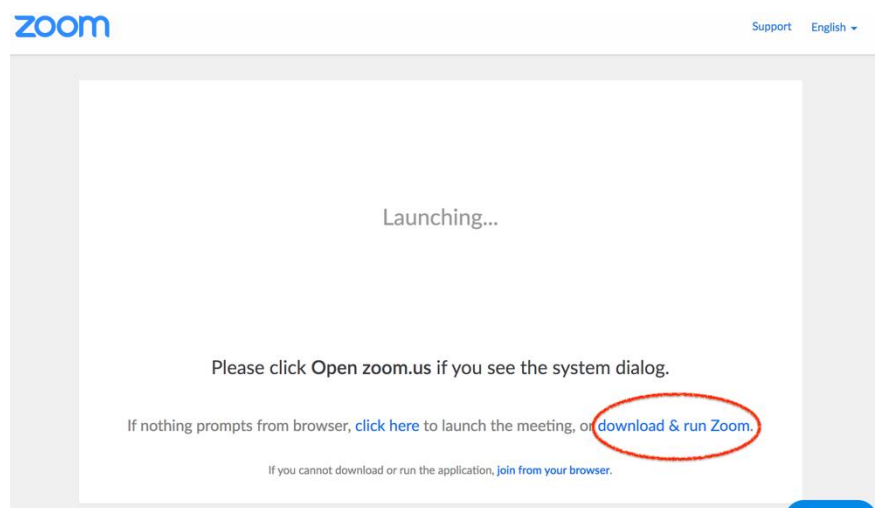 zoom
Support English
Launching...
Please click Open zoom.us if you see the system dialog.
If nothing prompts from browser, click here to launch the meeting, or download & run Zoom.
If you cannot download or run the application, join from your browser.